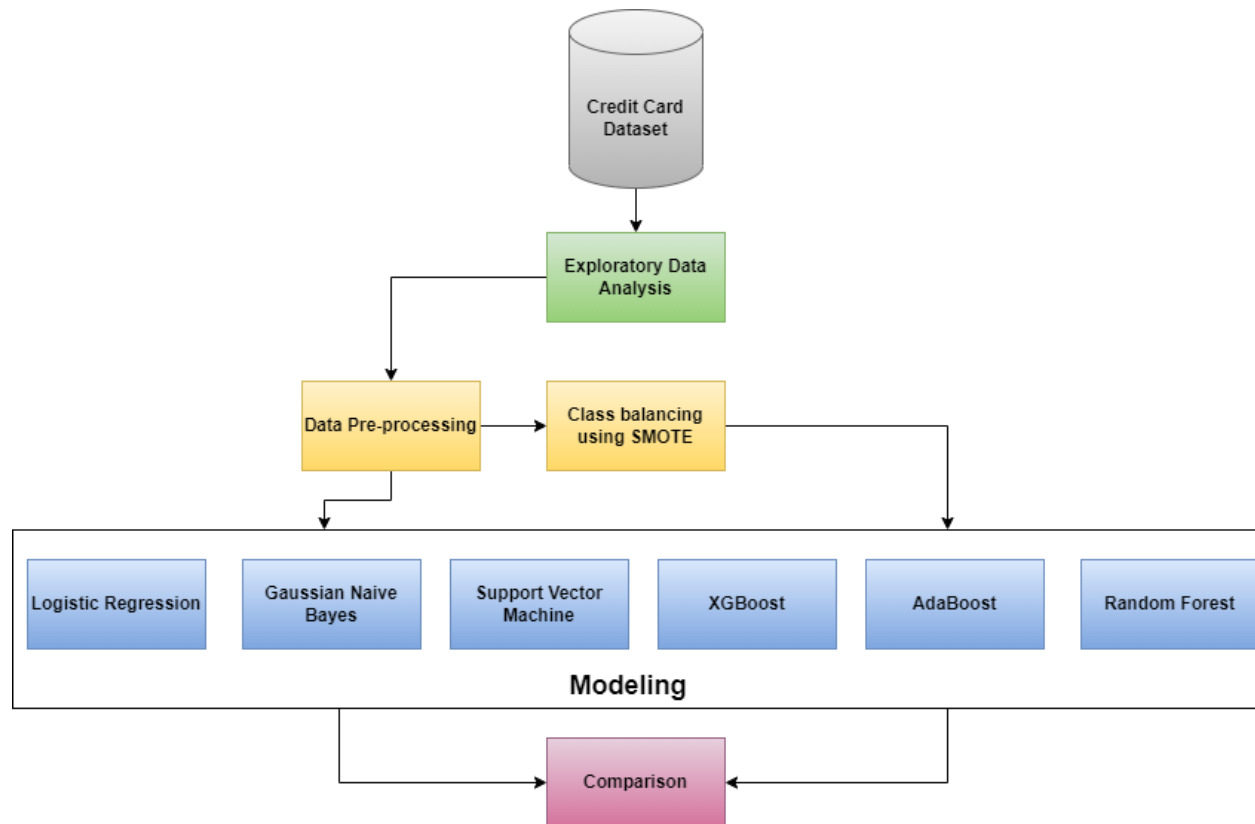 Credit Card
Dataset
Exploratory Data
Analysis
Data Pre-processing
Class balancing
using SMOTE
Logistic Regression
Gaussian Naive
Bayes
Support Vector
Machine
XGBoost
AdaBoost
Random Forest
Modeling
Comparison